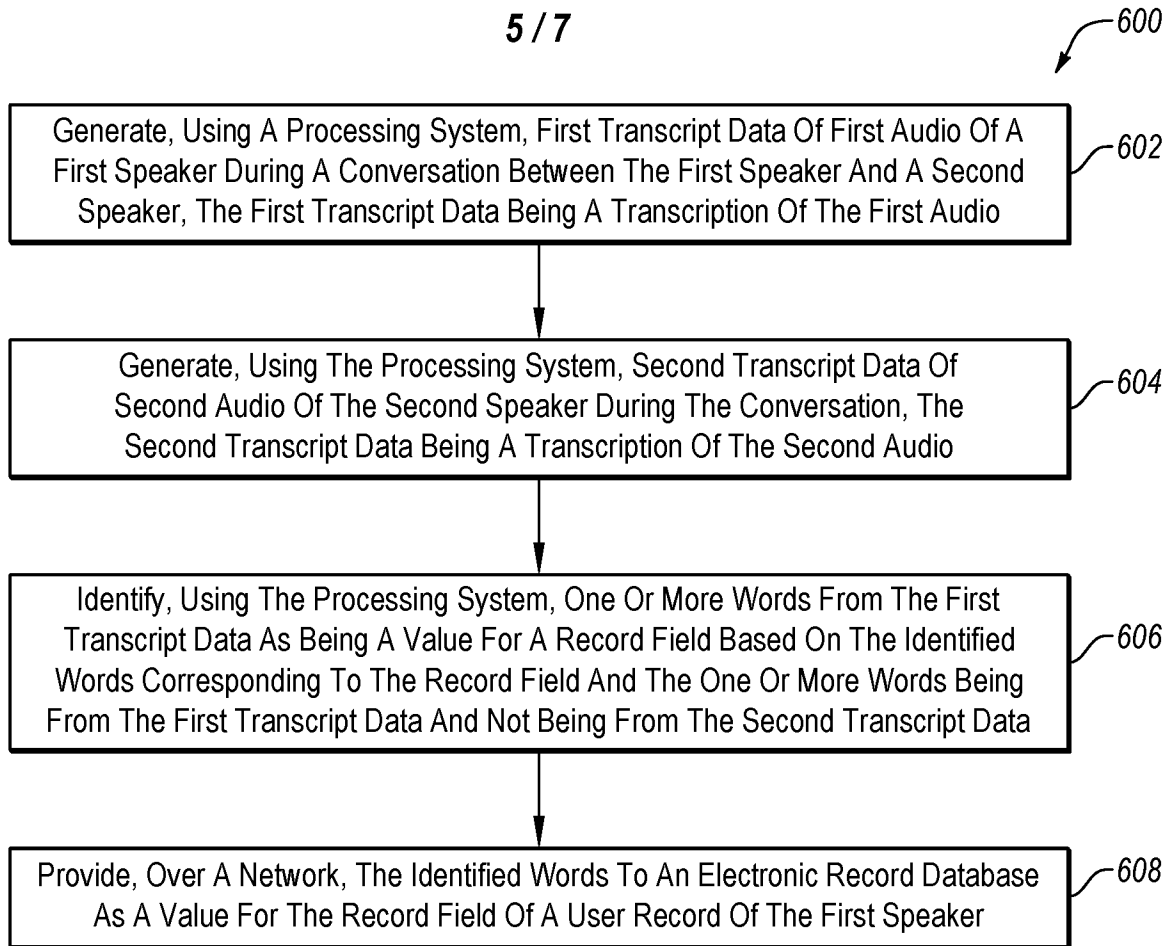 5 / 7
600
Generate, Using A Processing System, First Transcript Data Of First Audio Of A
First Speaker During A Conversation Between The First Speaker And A Second
Speaker, The First Transcript Data Being A Transcription Of The First Audio
602
Generate, Using The Processing System, Second Transcript Data Of
Second Audio Of The Second Speaker During The Conversation, The
Second Transcript Data Being A Transcription Of The Second Audio
604
Identify, Using The Processing System, One Or More Words From The First
Transcript Data As Being A Value For A Record Field Based On The Identified
Words Corresponding To The Record Field And The One Or More Words Being
From The First Transcript Data And Not Being From The Second Transcript Data
606
Provide, Over A Network, The Identified Words To An Electronic Record Database
As A Value For The Record Field Of A User Record Of The First Speaker
608